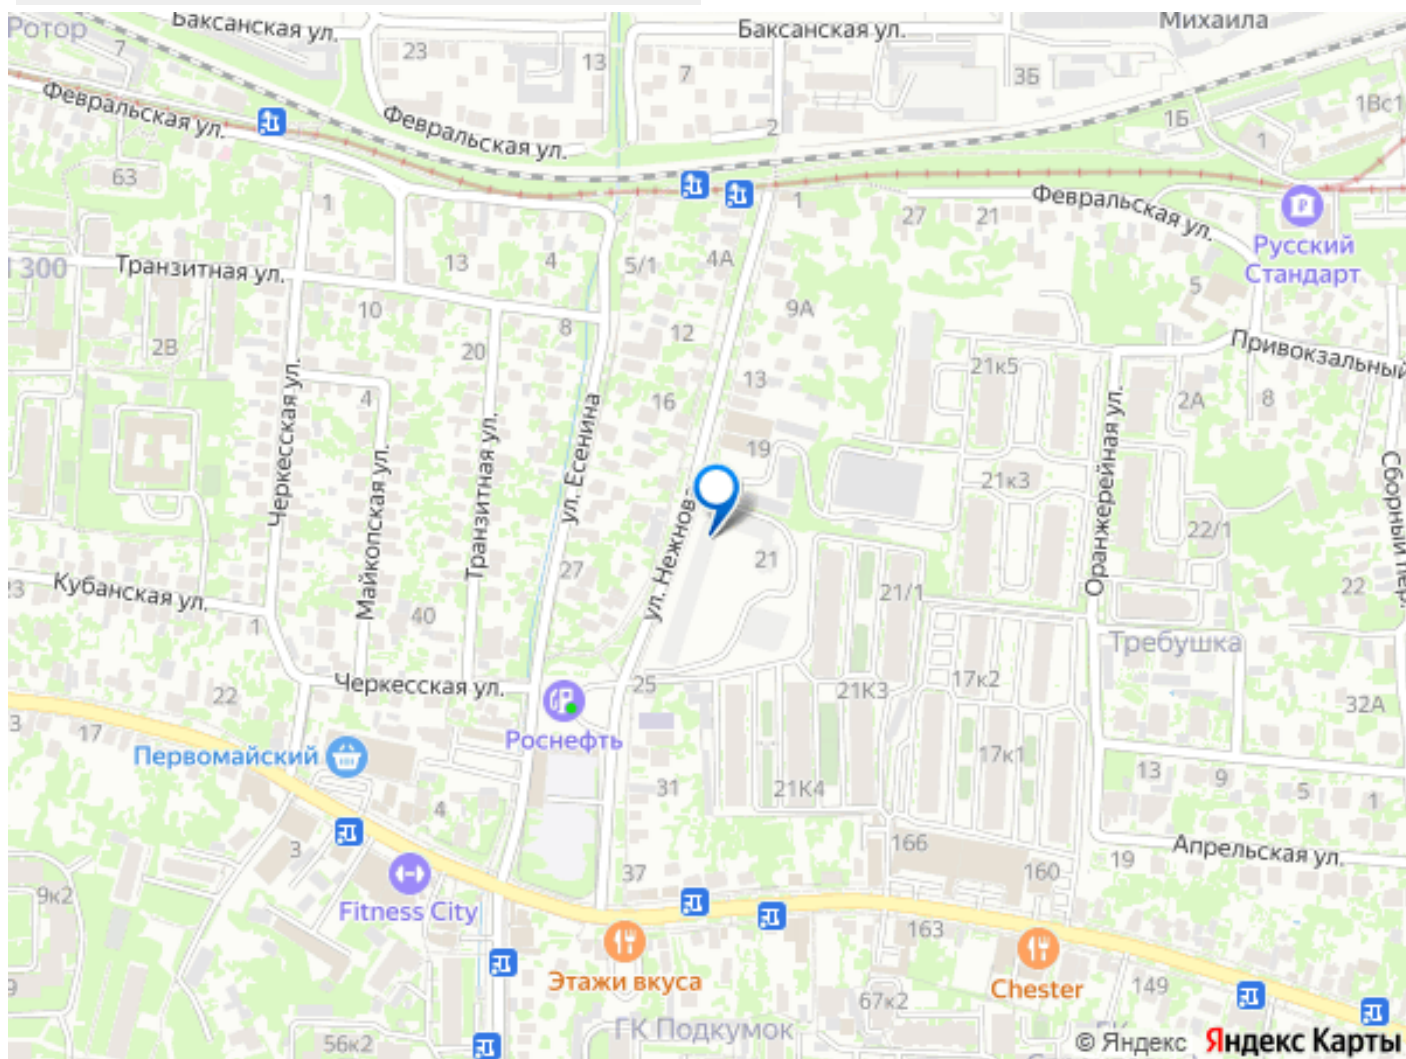 Баксанская ул.
Баксанская ул.
Михаила
Ротор
7
23
13
7
3Б
1Вс1
Февральская ул.
Февральская ул.
2
1Б
1
63
1
1
27
21
Февральская ул.
Русский
Стандарт
300
Транзитная ул.
13
4
5/1
4А
9А
5
10
8
12
2В
20
21к5
Привокзальный
4
16
13
2А
8
Черкесская ул.
Майкопская ул.
Транзитная ул.
ул. Есенина
ул. Нежнов
19
21к3
Оранжерейная ул.
22/1
Сборный пер.
27
21
21/1
22
Кубанская ул.
23
1
40
Требушка
Черкесская ул.
22
25
21К3
17к2
32А
3
17
Роснефть
Первомайский
17к1
13
9
5
1
31
21К4
4
3
166
Апрельская ул.
19
37
160
9к2
Fitness City
163
Этажи вкуса
Chester
149
67к2
9
ГК Подкумок
56к2
© Яндекс Яндекс Карты